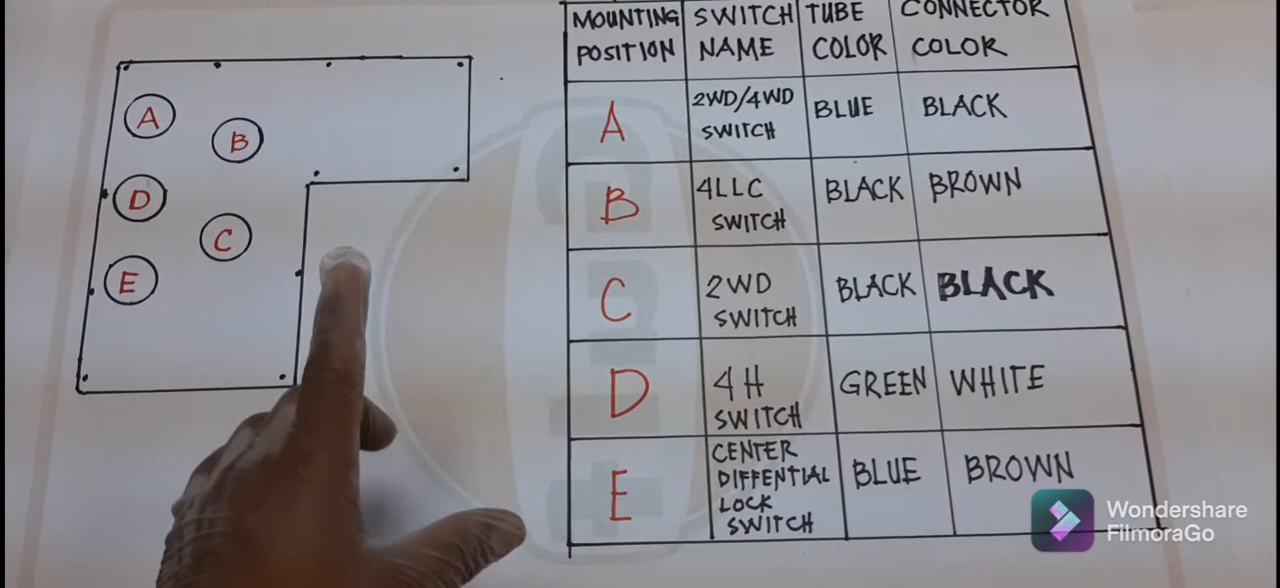 A
B
D
C
E
MOUNTING POSITION SWITCH NAME TUBE COLOR CONNECTOR COLOR
A 2WD/4WD SWITCH BLUE BLACK
B 4LLC SWITCH BLACK BROWN
C 2WD SWITCH BLACK BLACK
D 4H SWITCH GREEN WHITE
E CENTER DIFFENTIAL LOCK SWITCH BLUE BROWN
Wondershare
FilmoraGo